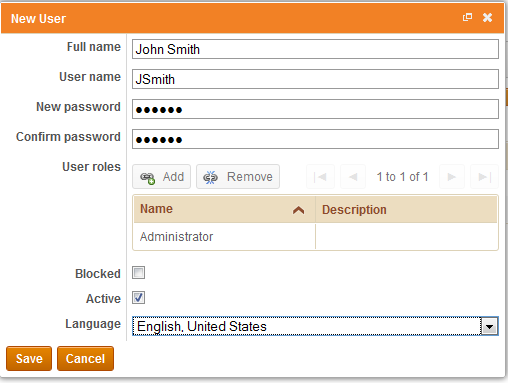 New User
Full name John Smith
User name JSmith
New password ●●●●●●
Confirm password ●●●●●●
User roles Add Remove 1 to 1 of 1
Name Description
Administrator
Blocked
Active
Language English, United States
Save Cancel